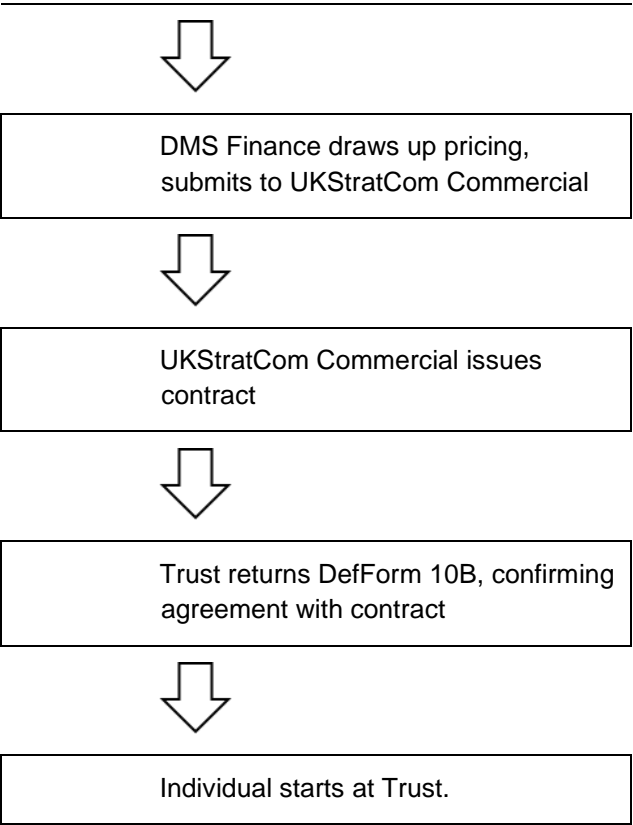 DMS Finance draws up pricing,
submits to UKStratCom Commercial
UKStratCom Commercial issues
contract
Trust returns DefForm 10B, confirming
agreement with contract
Individual starts at Trust.